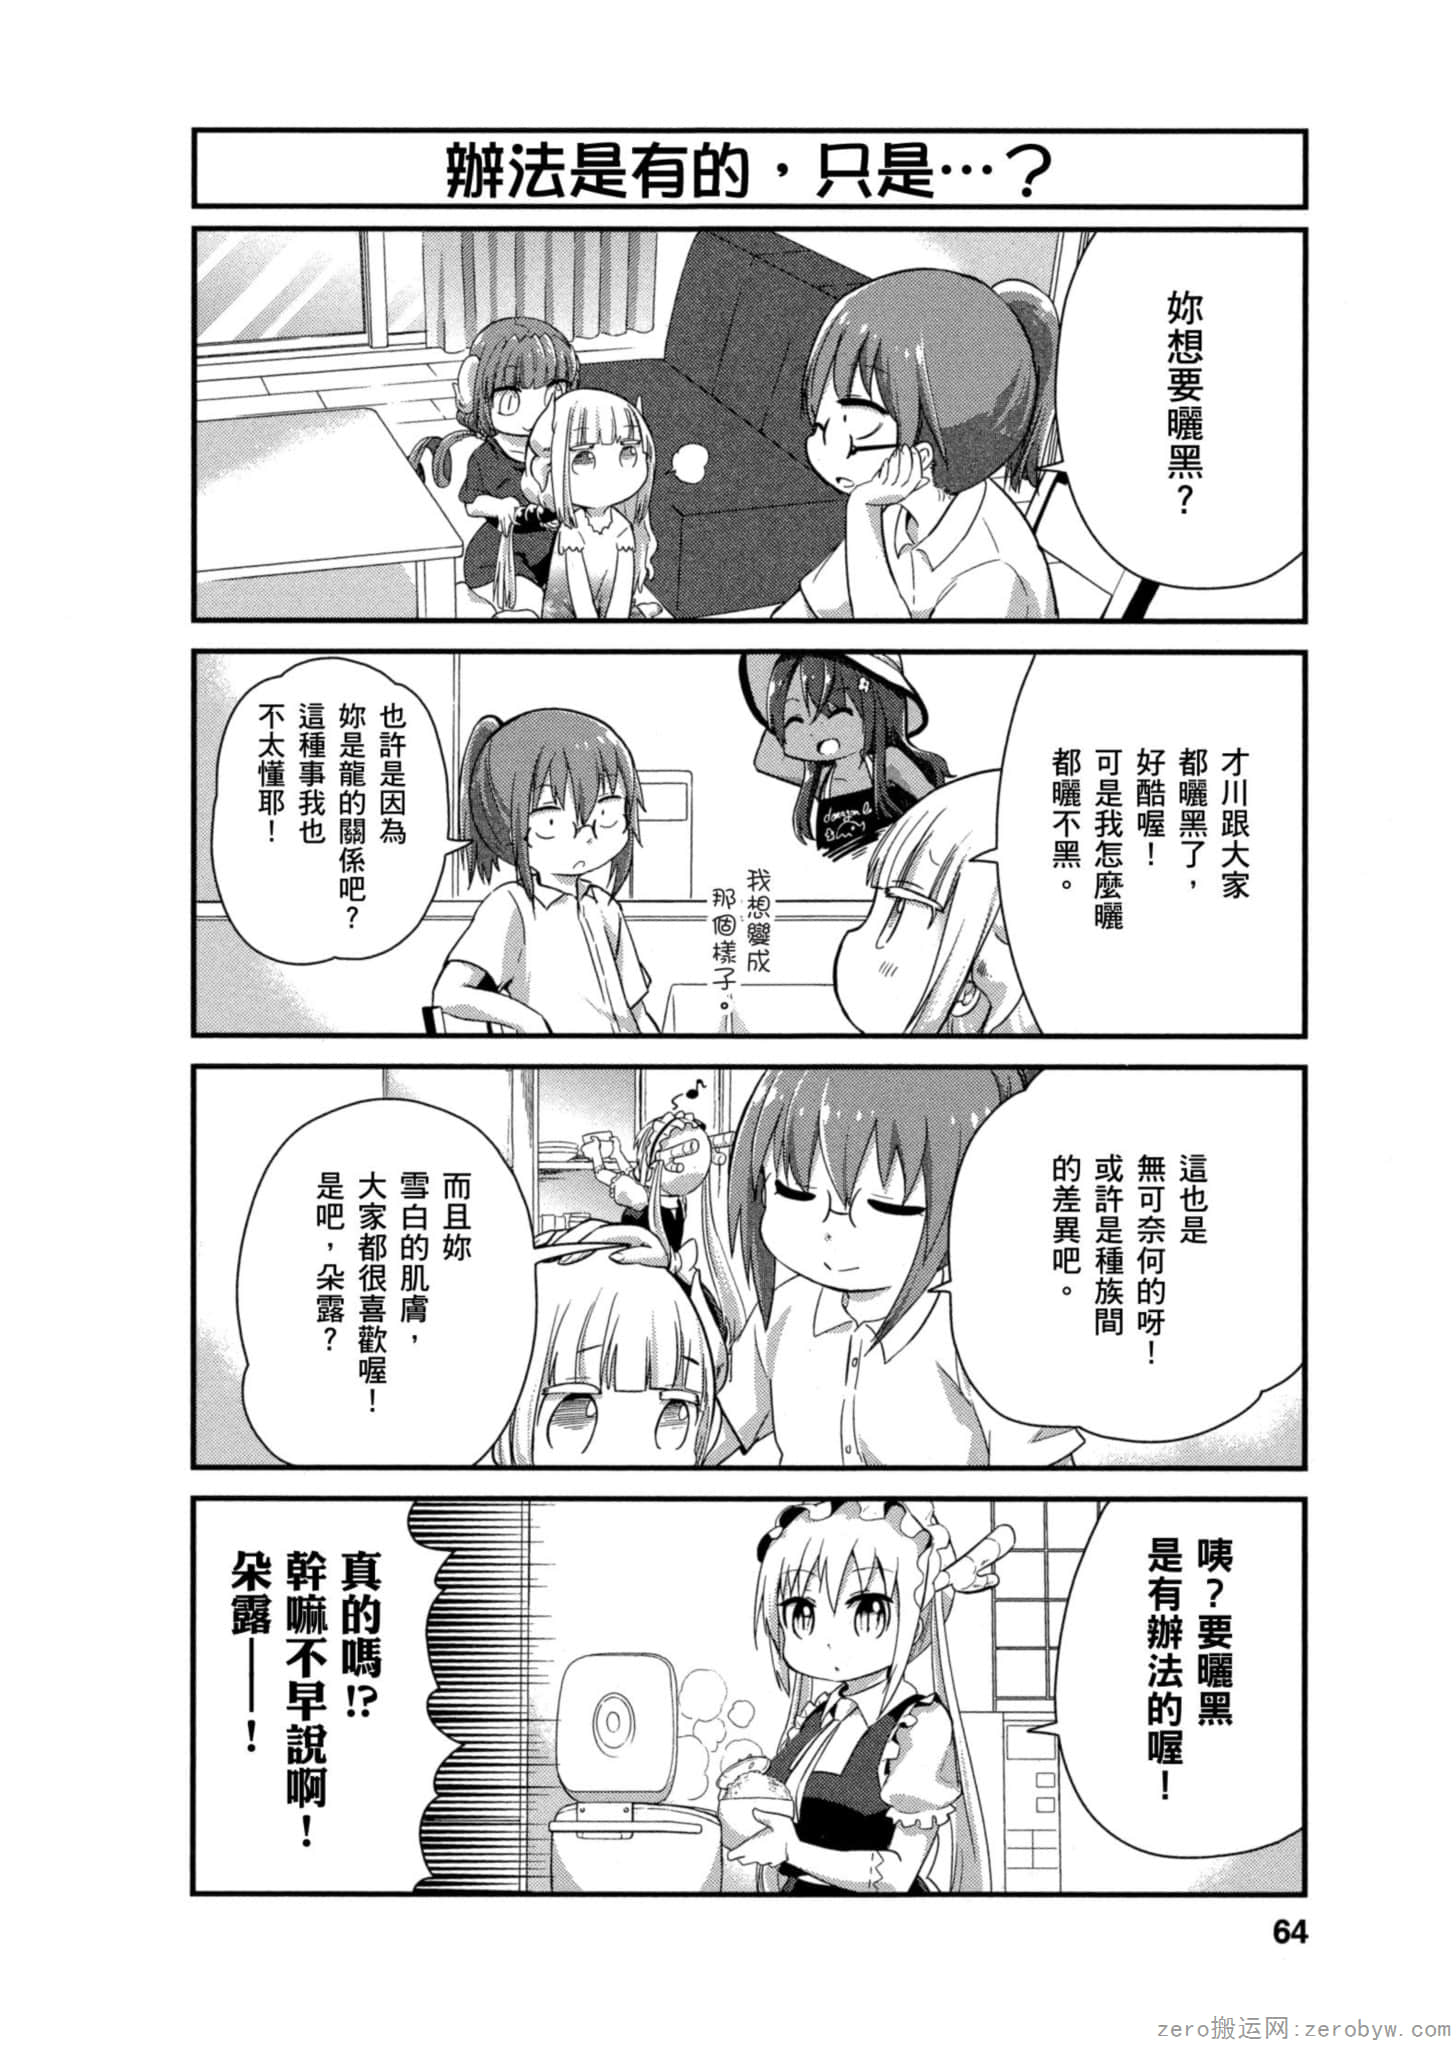 辦法是有的，只是…？
妳想要曬黑？
才川跟大家
都曬黑了，
好酷喔！
可是我怎麼曬
都曬不黑。
我想變成
那個樣子。
也許是因為
妳是龍的關係吧？
這種事我也
不太懂耶！
這也是
無可奈何的呀！
或許是種族間
的差異吧。
而且妳
雪白的肌膚，
大家都很喜歡喔！
是吧，朵露？
咦？要曬黑
是有辦法的喔！
真的嗎!?
幹嘛不早說啊！
朵露──！
64
zero搬运网:zerobyw.com